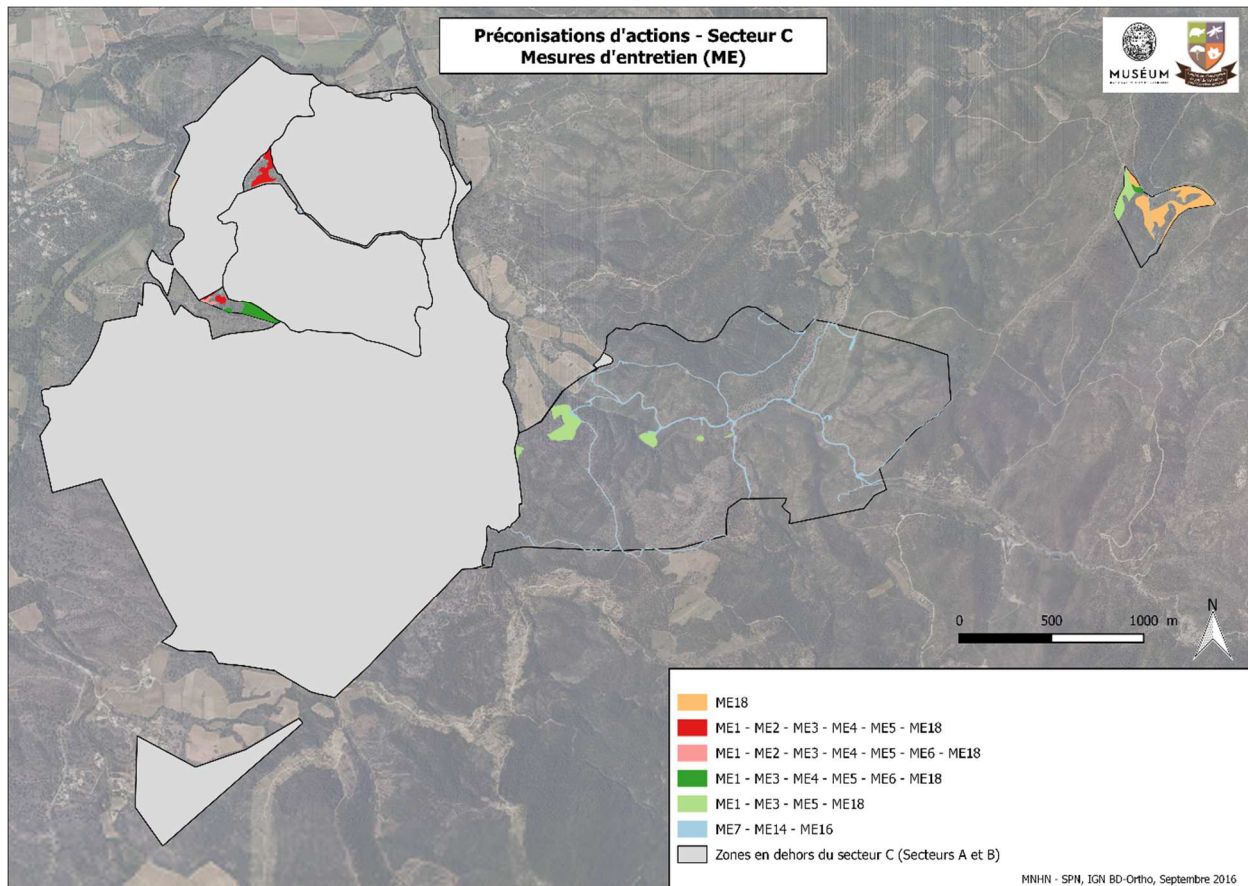 Préconisations d'actions - Secteur C
Mesures d'entretien (ME)
MUSÉUM
0 500 1000 m
N
ME18
ME1 - ME2 - ME3 - ME4 - ME5 - ME18
ME1 - ME2 - ME3 - ME4 - ME5 - ME6 - ME18
ME1 - ME3 - ME4 - ME5 - ME6 - ME18
ME1 - ME3 - ME5 - ME18
ME7 - ME14 - ME16
Zones en dehors du secteur C (Secteurs A et B)
MNHN - SPN, IGN BD-Ortho, Septembre 2016